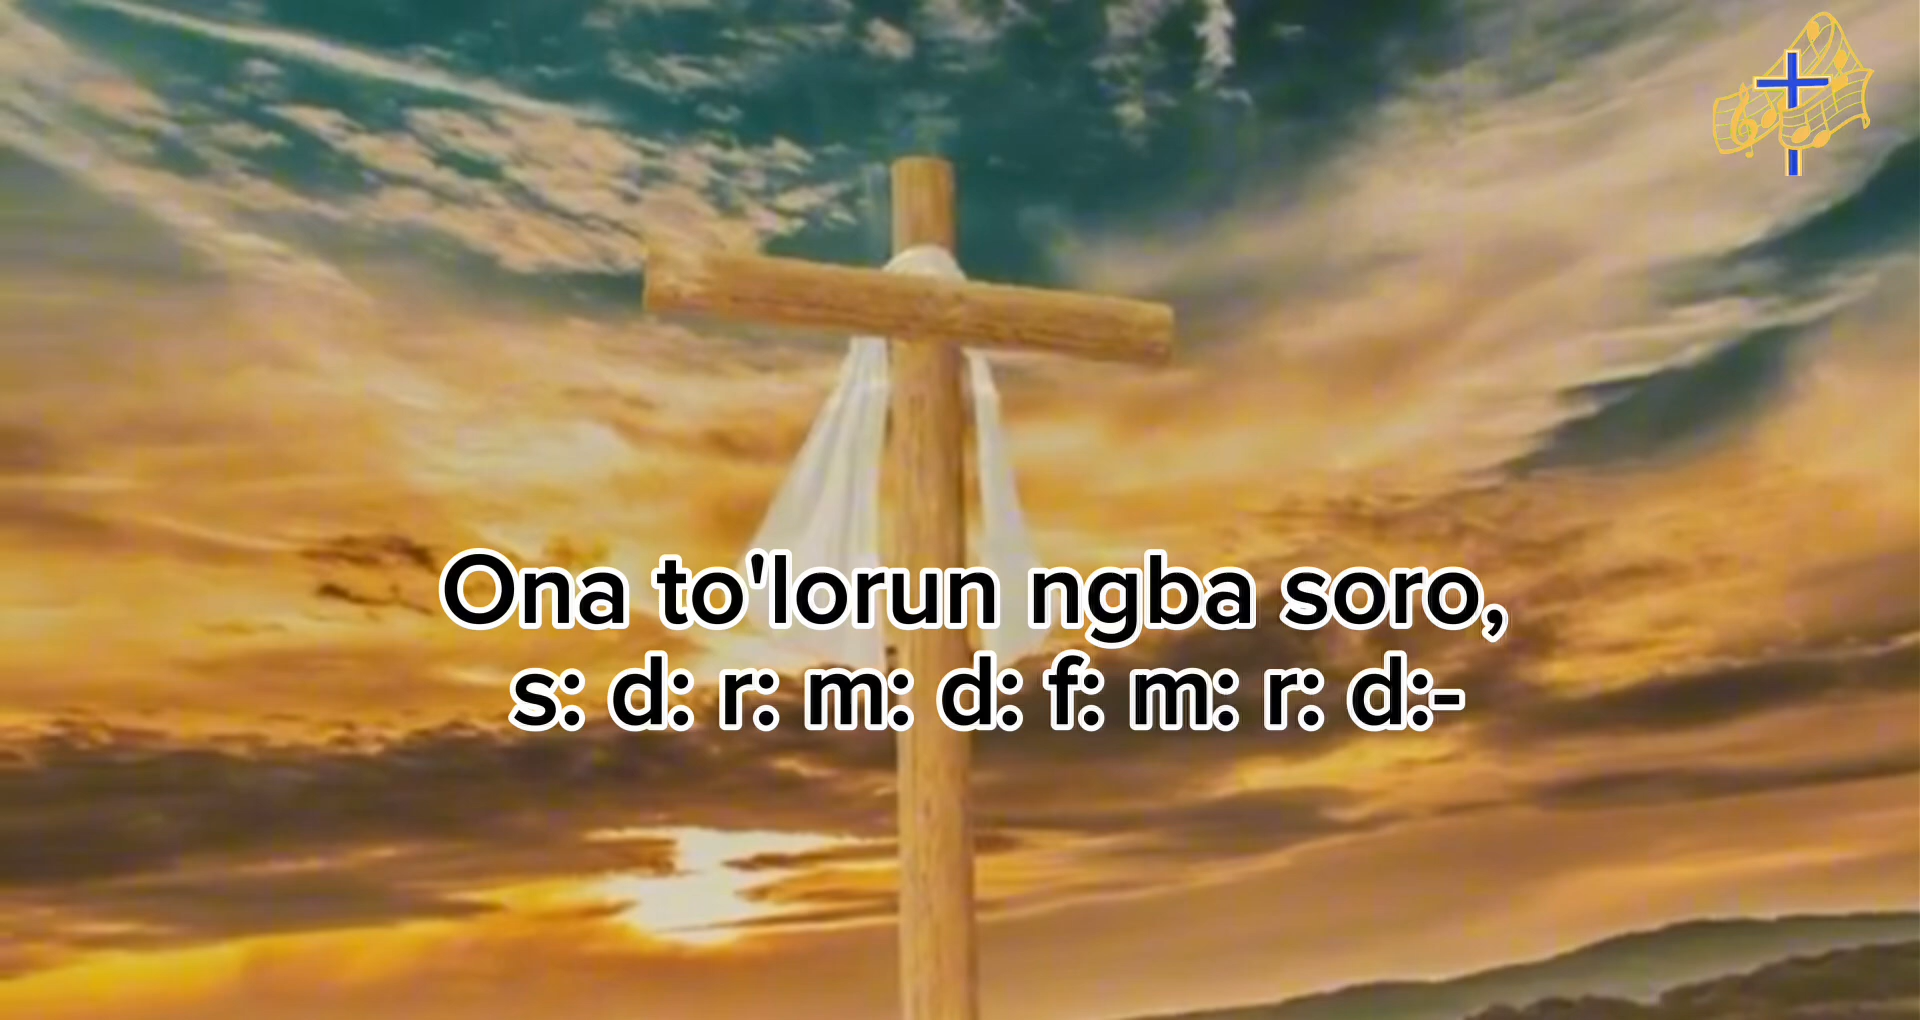 Ona to'lorun ngba soro,
s: d: r: m: d: f: m: r: d:-